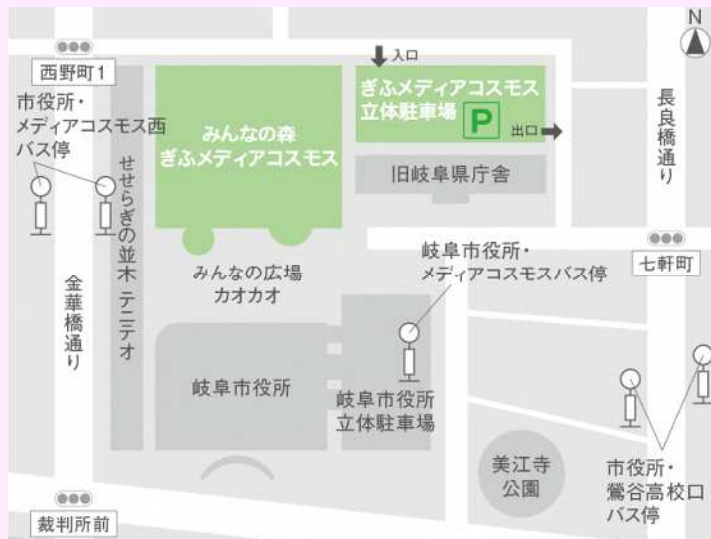 N
西野町1
入口
ぎふメディアコスモス
立体駐車場
P
出口
長良橋通り
市役所・
メディアコスモス西
バス停
みんなの森
ぎふメディアコスモス
せせらぎの並木 テニテオ
旧岐阜県庁舎
七軒町
岐阜市役所・
メディアコスモスバス停
みんなの広場
カオカオ
金華橋通り
岐阜市役所
岐阜市役所
立体駐車場
美江寺
公園
市役所・
鶯谷高校口
バス停
裁判所前